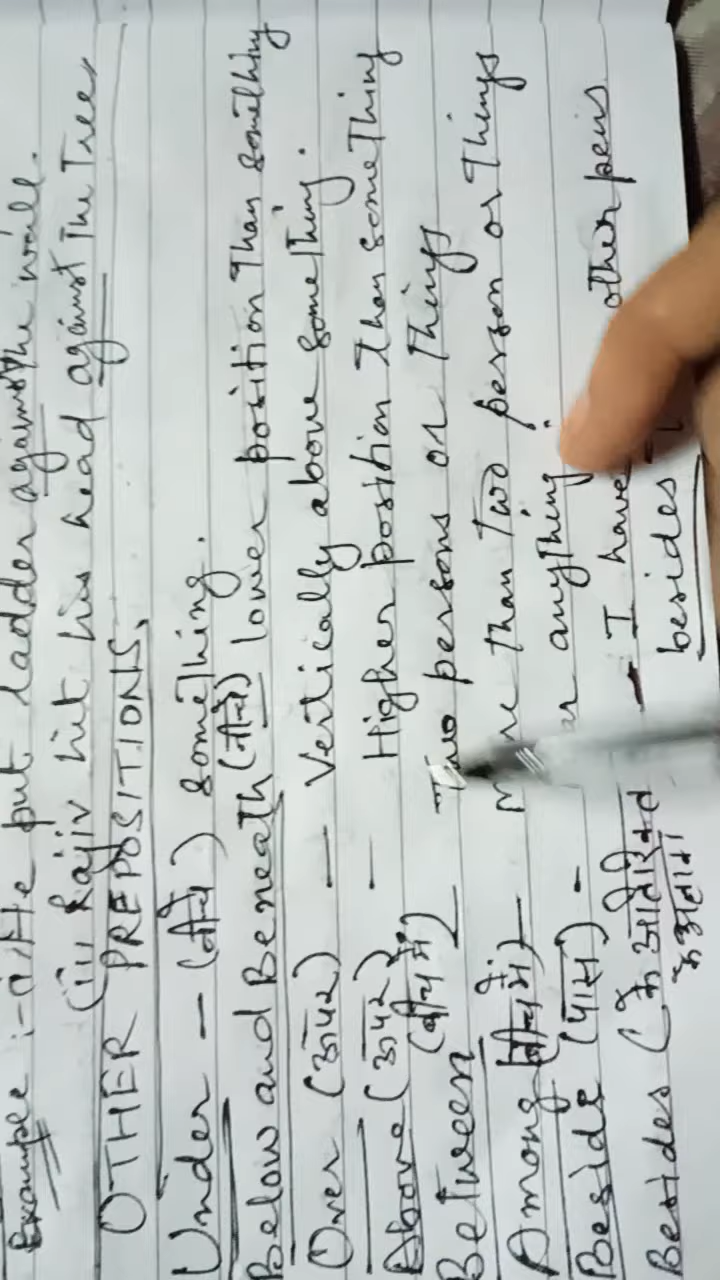 Example :- (i) He put ladder against the wall.
(ii) Rajiv hit his head against the Tree
OTHER PREPOSITIONS,
Under - (नीचे) something.
Below and Beneath (नीचे) lower position Than something
Over (ऊपर) - Vertically above something.
Above (ऊपर) - Higher position Than something
Between (बीच में) - Two persons or Things
Among (बीच में) - than Two person or Things
Beside (पास) - anything
Besides (के अतिरिक्त - I have other pens
के अलावा besides